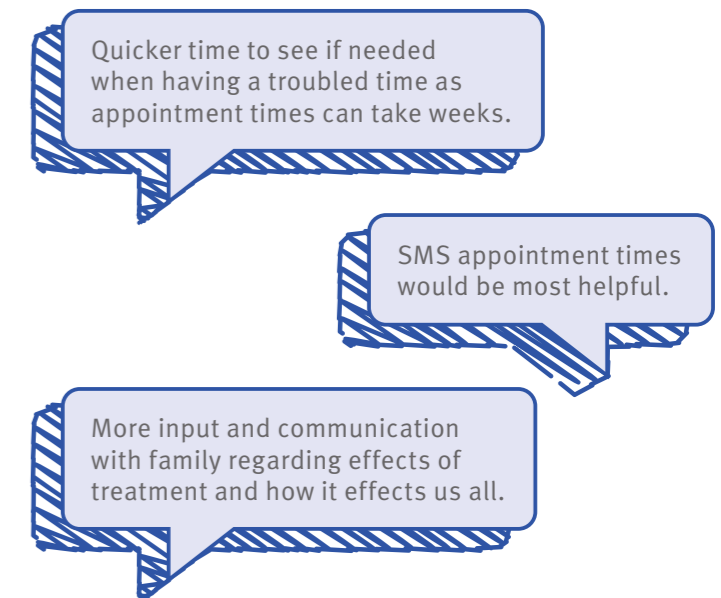 Quicker time to see if needed
when having a troubled time as
appointment times can take weeks.
SMS appointment times
would be most helpful.
More input and communication
with family regarding effects of
treatment and how it effects us all.